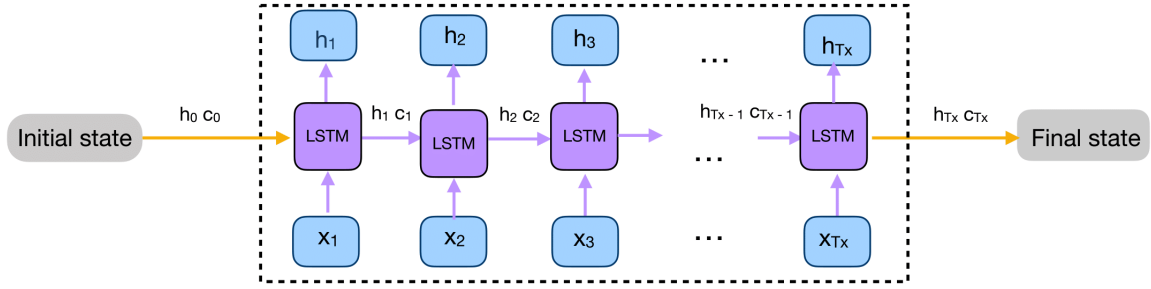 h1 h2 h3 ... hTx
h0 c0 h1 c1 h2 c2 hTx - 1 cTx - 1 hTx cTx
Initial state LSTM LSTM LSTM ... LSTM Final state
x1 x2 x3 ... xTx